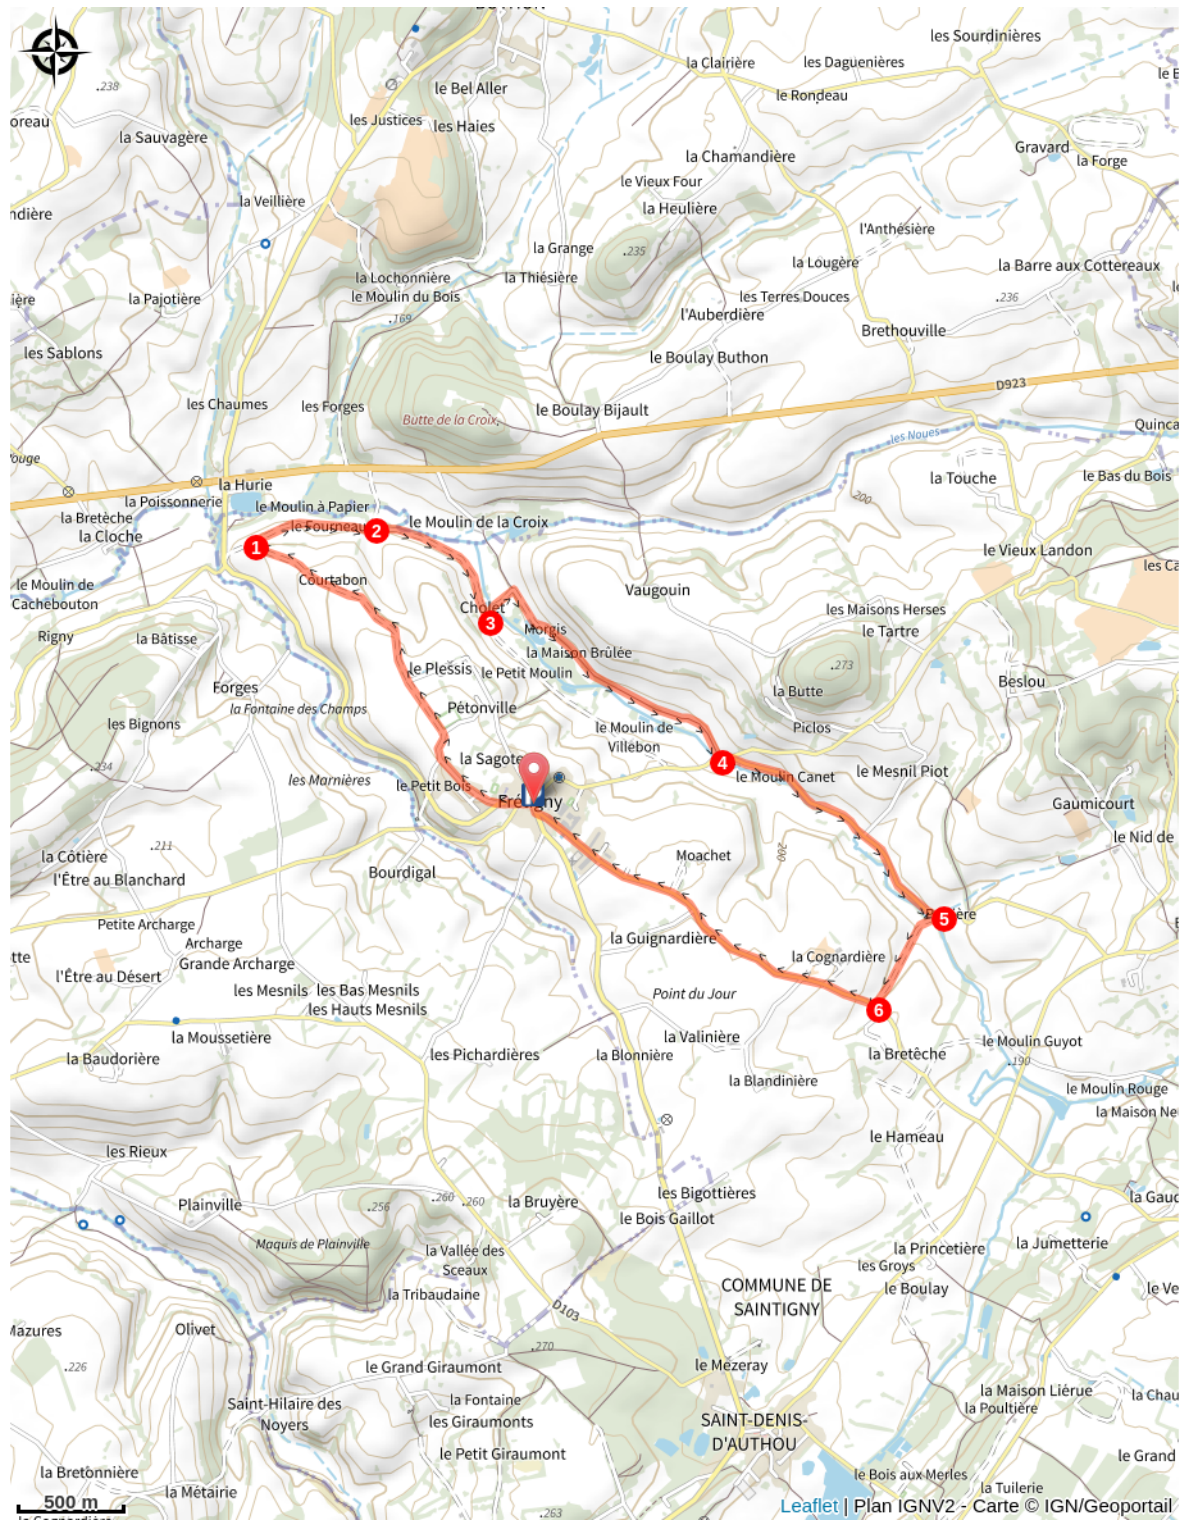 les Sourdinières
la Clairière
les Daguenières
.238
le Bel Aller
le Rondeau
les Justices
les Haies
la Sauvagère
Gravard
la Forge
la Chamandière
le Vieux Four
la Veillière
la Heulière
ndière
l'Anthésière
la Grange
.235
la Lougère
la Barre aux Cottereaux
la Lochonnière
la Thiésière
le Moulin du Bois
la Pajotière
les Terres Douces
.236
l'Auberdière
.169
Brethouville
les Sablons
le Boulay Buthon
D923
les Chaumes
les Forges
Butte de la Croix
le Boulay Bijault
les Noues
Quinca
la Touche
le Bas du Bois
la Hurie
la Poissonnerie
200
le Moulin à Papier
la Bretèche
le Fourneau
2
le Moulin de la Croix
la Cloche
1
le Vieux Landon
les Ca
Courtabon
le Moulin de
Cachebouton
Vaugouin
Cholet
les Maisons Herses
3
Morgis
le Tartre
Rigny
la Bâtisse
la Maison Brûlée
.273
le Plessis
le Petit Moulin
Beslou
Forges
la Butte
la Fontaine des Champs
Pétonville
les Bignons
le Moulin de
Villebon
Piclos
la Sagote
4
.234
les Marnières
le Moulin Canet
le Mesnil Piot
le Petit Bois
Frétigny
Gaumicourt
le Nid de
.211
la Côtière
200
Moachet
l'Être au Blanchard
Bourdigal
5
Petite Archarge
la Guignardière
Archarge
la Cognardière
tte
Grande Archarge
l'Être au Désert
les Mesnils
les Bas Mesnils
Point du Jour
les Hauts Mesnils
6
la Moussetière
la Valinière
le Moulin Guyot
la Baudorière
les Pichardières
la Blonnière
la Bretêche
.190
la Blandinière
le Moulin Rouge
la Maison Ne
le Hameau
les Rieux
les Bigottières
Plainville
.256
.260
.260
la Bruyère
le Bois Gaillot
Maquis de Plainville
la Vallée des
Sceaux
la Princetière
la Jumetterie
les Groys
COMMUNE DE
SAINTIGNY
le Boulay
le Ve
la Tribaudaine
D103
Mazures
Olivet
.270
.226
le Grand Giraumont
le Mezeray
la Maison Liérue
la Chau
la Fontaine
la Poultière
Saint-Hilaire des
Noyers
les Giraumonts
SAINT-DENIS-
D'AUTHOU
le Petit Giraumont
le Grand
la Bretonnière
le Bois aux Merles
la Métairie
la Tuilerie
500 m
.263
Leaflet | Plan IGNV2 - Carte © IGN/Geoportail